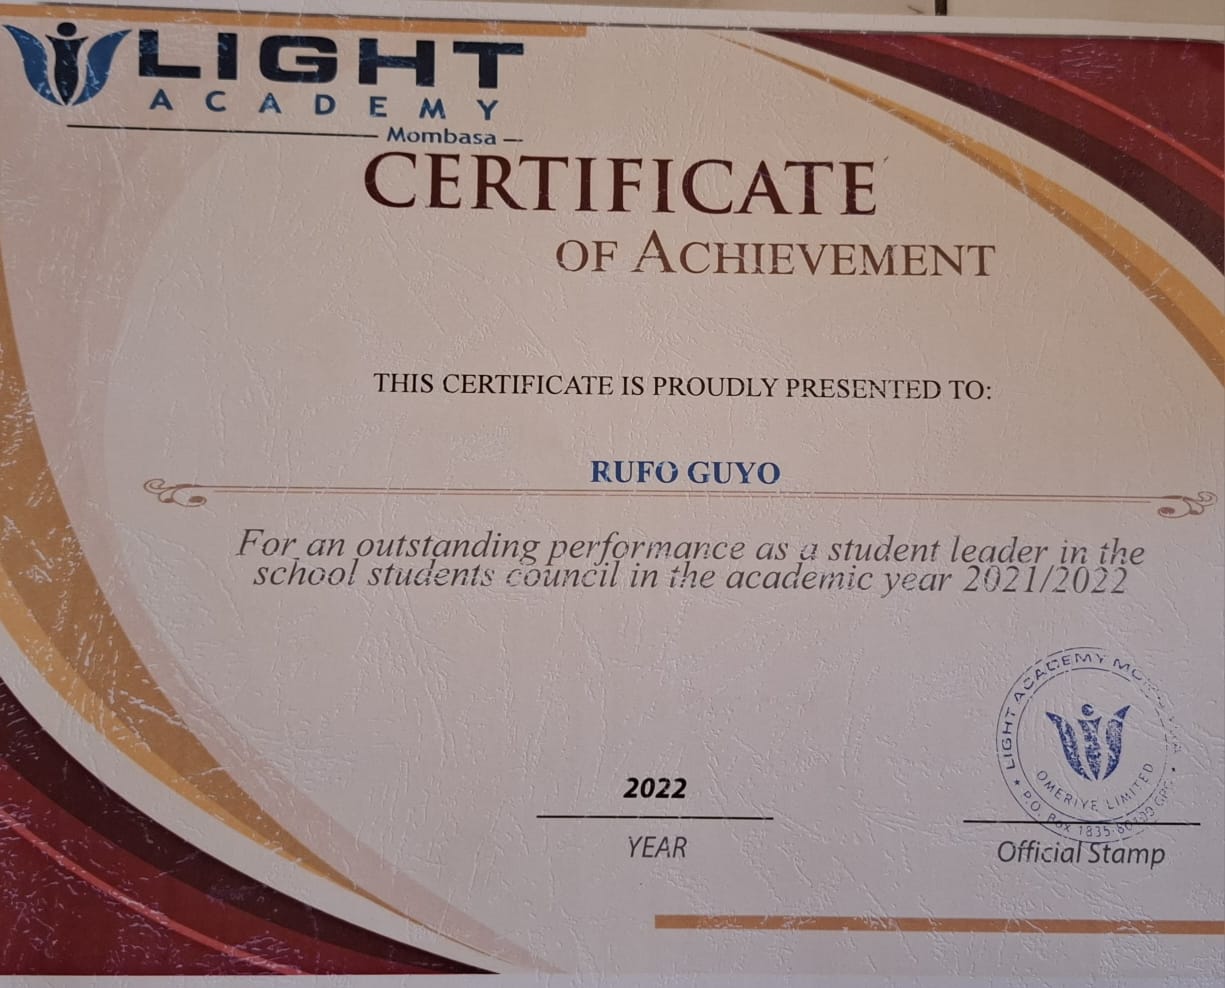 LIGHT
ACADEMY
Mombasa
CERTIFICATE
OF ACHIEVEMENT
THIS CERTIFICATE IS PROUDLY PRESENTED TO:
RUFO GUYO
For an outstanding performance as a student leader in the
school students council in the academic year 2021/2022
2022
YEAR
LIGHT ACADEMY
OMERIYE LIMITED
P.O. Box 1835
Official Stamp